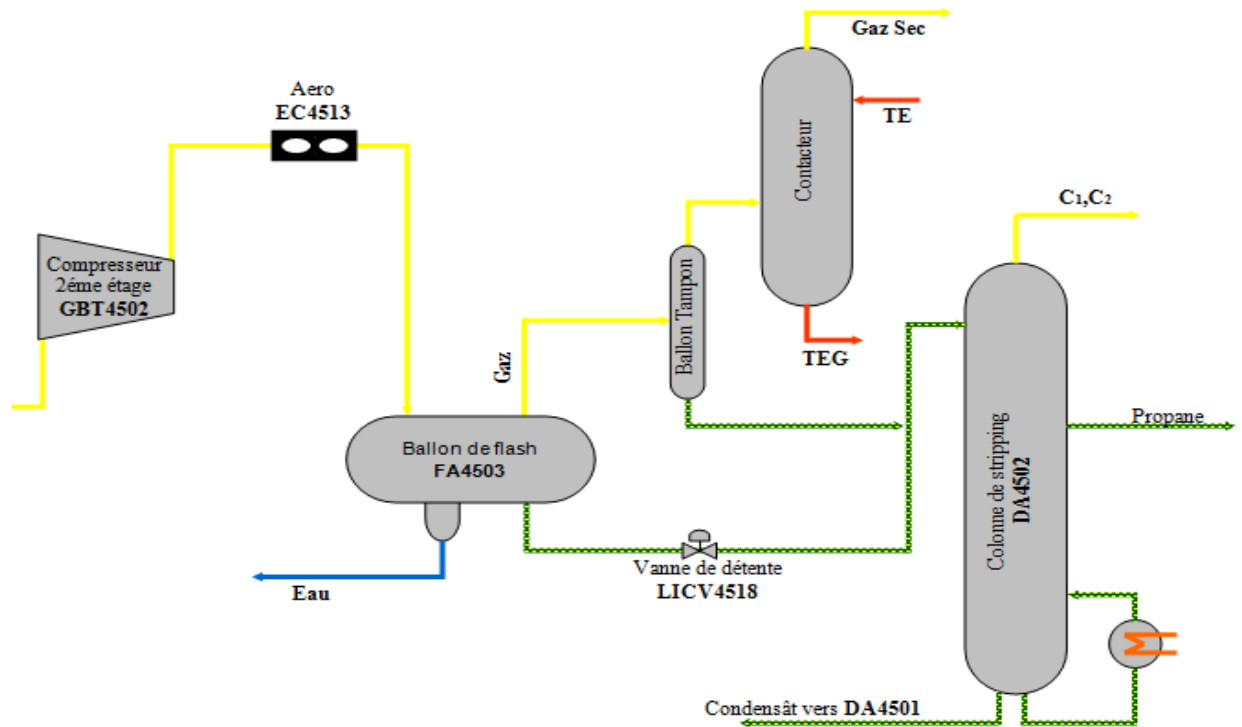 Gaz Sec
Aero
EC4513
TE
Contacteur
C₁,C₂
Compresseur
2éme étage
GBT4502
Ballon Tampon
TEG
Gaz
Propane
Ballon de flash
FA4503
Colonne de stripping
DA4502
Vanne de détente
LICV4518
Eau
Condensât vers DA4501